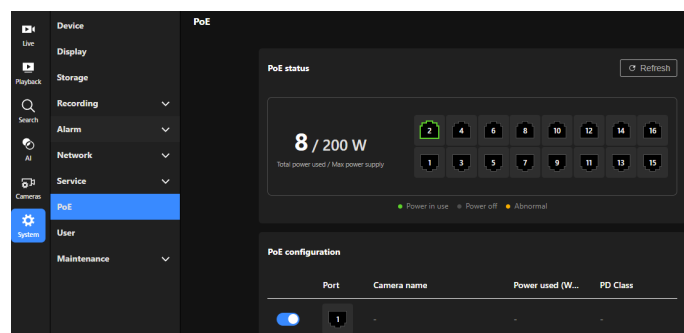 Live
Playback
Search
AI
Cameras
System
Device
Display
Storage
Recording
Alarm
Network
Service
PoE
User
Maintenance
PoE
PoE status
Refresh
8 / 200 W
Total power used / Max power supply
2 4 6 8 10 12 14 16
1 3 5 7 9 11 13 15
Power in use Power off Abnormal
PoE configuration
Port Camera name Power used (W... PD Class
1 - - -